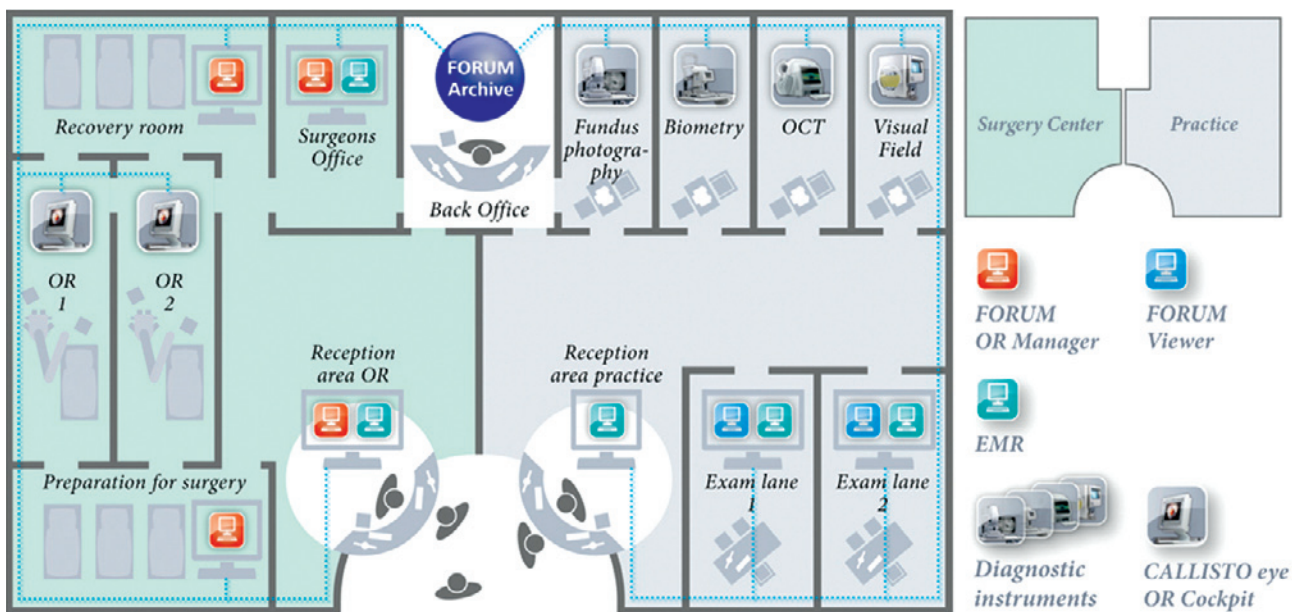 FORUM
Archive
Recovery room
Surgeons
Office
Back Office
Fundus
photogra-
phy
Biometry
OCT
Visual
Field
OR
1
OR
2
Reception
area OR
Reception
area practice
Preparation for surgery
Exam lane
1
Exam lane
2
Surgery Center
Practice
FORUM
OR Manager
FORUM
Viewer
EMR
Diagnostic
instruments
CALLISTO eye
OR Cockpit